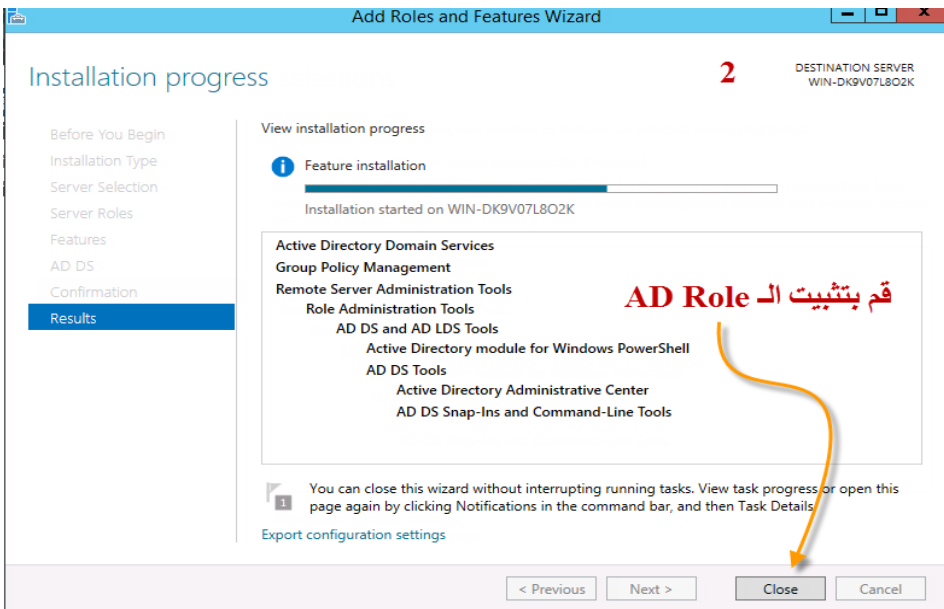 Add Roles and Features Wizard
Installation progress
2
DESTINATION SERVER
WIN-DK9V07L8O2K
Before You Begin
Installation Type
Server Selection
Server Roles
Features
AD DS
Confirmation
Results
View installation progress
Feature installation
Installation started on WIN-DK9V07L8O2K
Active Directory Domain Services
Group Policy Management
Remote Server Administration Tools
Role Administration Tools
AD DS and AD LDS Tools
Active Directory module for Windows PowerShell
AD DS Tools
Active Directory Administrative Center
AD DS Snap-Ins and Command-Line Tools
قم بتثبيت الـ AD Role
1
You can close this wizard without interrupting running tasks. View task progress or open this
page again by clicking Notifications in the command bar, and then Task Details.
Export configuration settings
< Previous
Next >
Close
Cancel